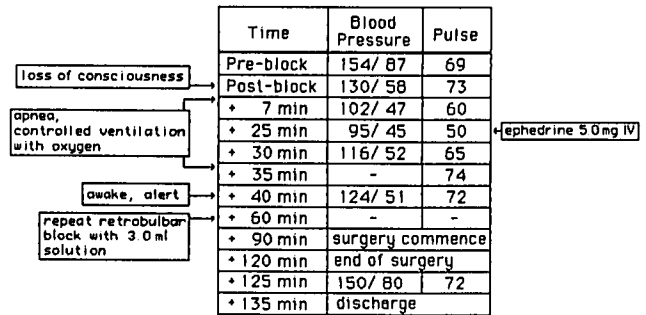 Time Blood Pressure Pulse
Pre-block 154/ 87 69
loss of consciousness
Post-block 130/ 58 73
+ 7 min 102/ 47 60
apnea,
controlled ventilation
with oxygen
+ 25 min 95/ 45 50
ephedrine 5.0mg IV
+ 30 min 116/ 52 65
+ 35 min - 74
awake, alert
+ 40 min 124/ 51 72
repeat retrobulbar
block with 3.0 ml
solution
+ 60 min - -
+ 90 min surgery commence
+ 120 min end of surgery
+ 125 min 150/ 80 72
+ 135 min discharge